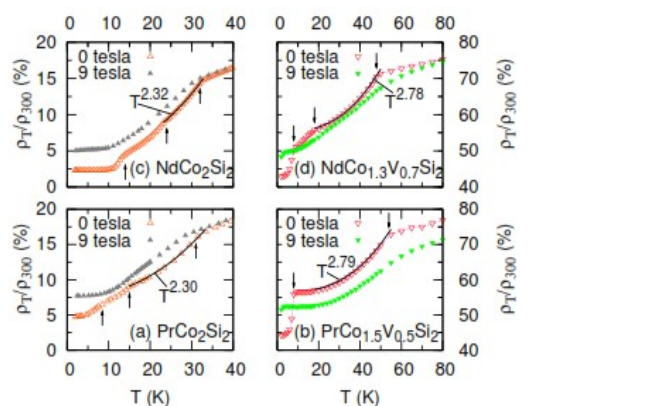 0 10 20 30 40 0 20 40 60 80
20 80
0 tesla 0 tesla
9 tesla 9 tesla
15 70
T^2.32 T^2.78
10 60
5 50
(c) NdCo₂Si₂ (d) NdCo₁.₃V₀.₇Si₂
0 40
ρT/ρ300 (%) ρT/ρ300 (%)
20 80
0 tesla 0 tesla
9 tesla 9 tesla
15 70
T^2.79
10 60
T^2.30
5 50
(a) PrCo₂Si₂ (b) PrCo₁.₅V₀.₅Si₂
0 40
ρT/ρ300 (%) ρT/ρ300 (%)
0 10 20 30 40 0 20 40 60 80
T (K) T (K)